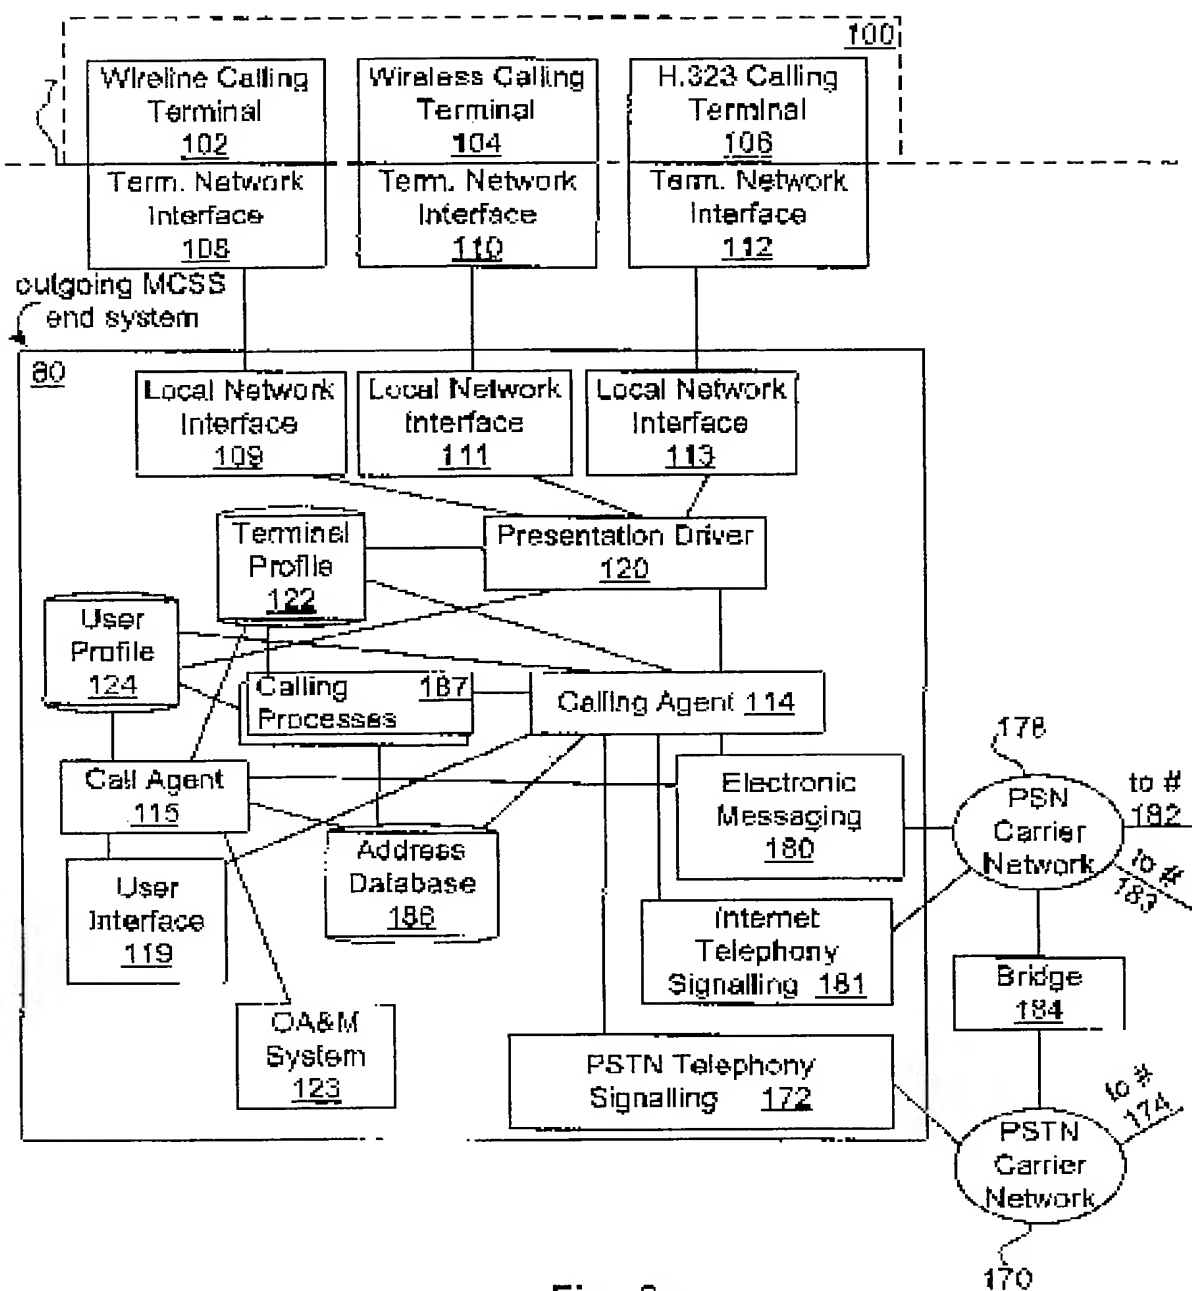 100
Wireline Calling
Terminal
102
Wireless Calling
Terminal
104
H.323 Calling
Terminal
106
7
Term. Network
Interface
108
Term. Network
Interface
110
Term. Network
Interface
112
outgoing MCSS
end system
80
Local Network
Interface
109
Local Network
Interface
111
Local Network
Interface
113
Terminal
Profile
122
Presentation Driver
120
User
Profile
124
Calling
Processes
187
Calling Agent 114
Call Agent
115
Electronic
Messaging
180
178
PSN
Carrier
Network
to #
182
to #
183
Address
Database
186
User
Interface
119
Internet
Telephony
Signalling 181
Bridge
184
OA&M
System
123
PSTN Telephony
Signalling 172
to #
174
PSTN
Carrier
Network
170